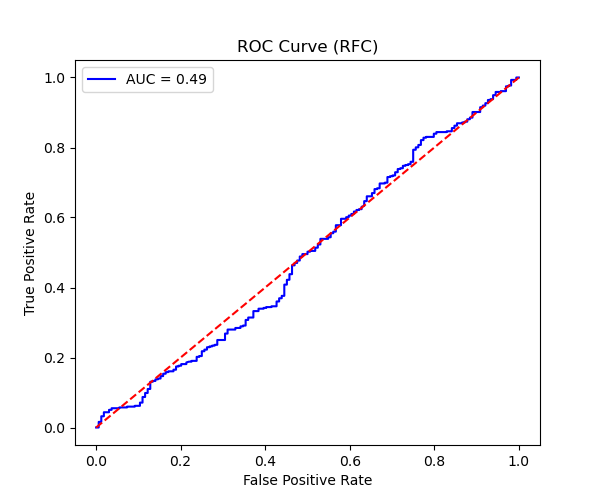 ROC Curve (RFC)
AUC = 0.49
True Positive Rate
1.0
0.8
0.6
0.4
0.2
0.0
0.0 0.2 0.4 0.6 0.8 1.0
False Positive Rate